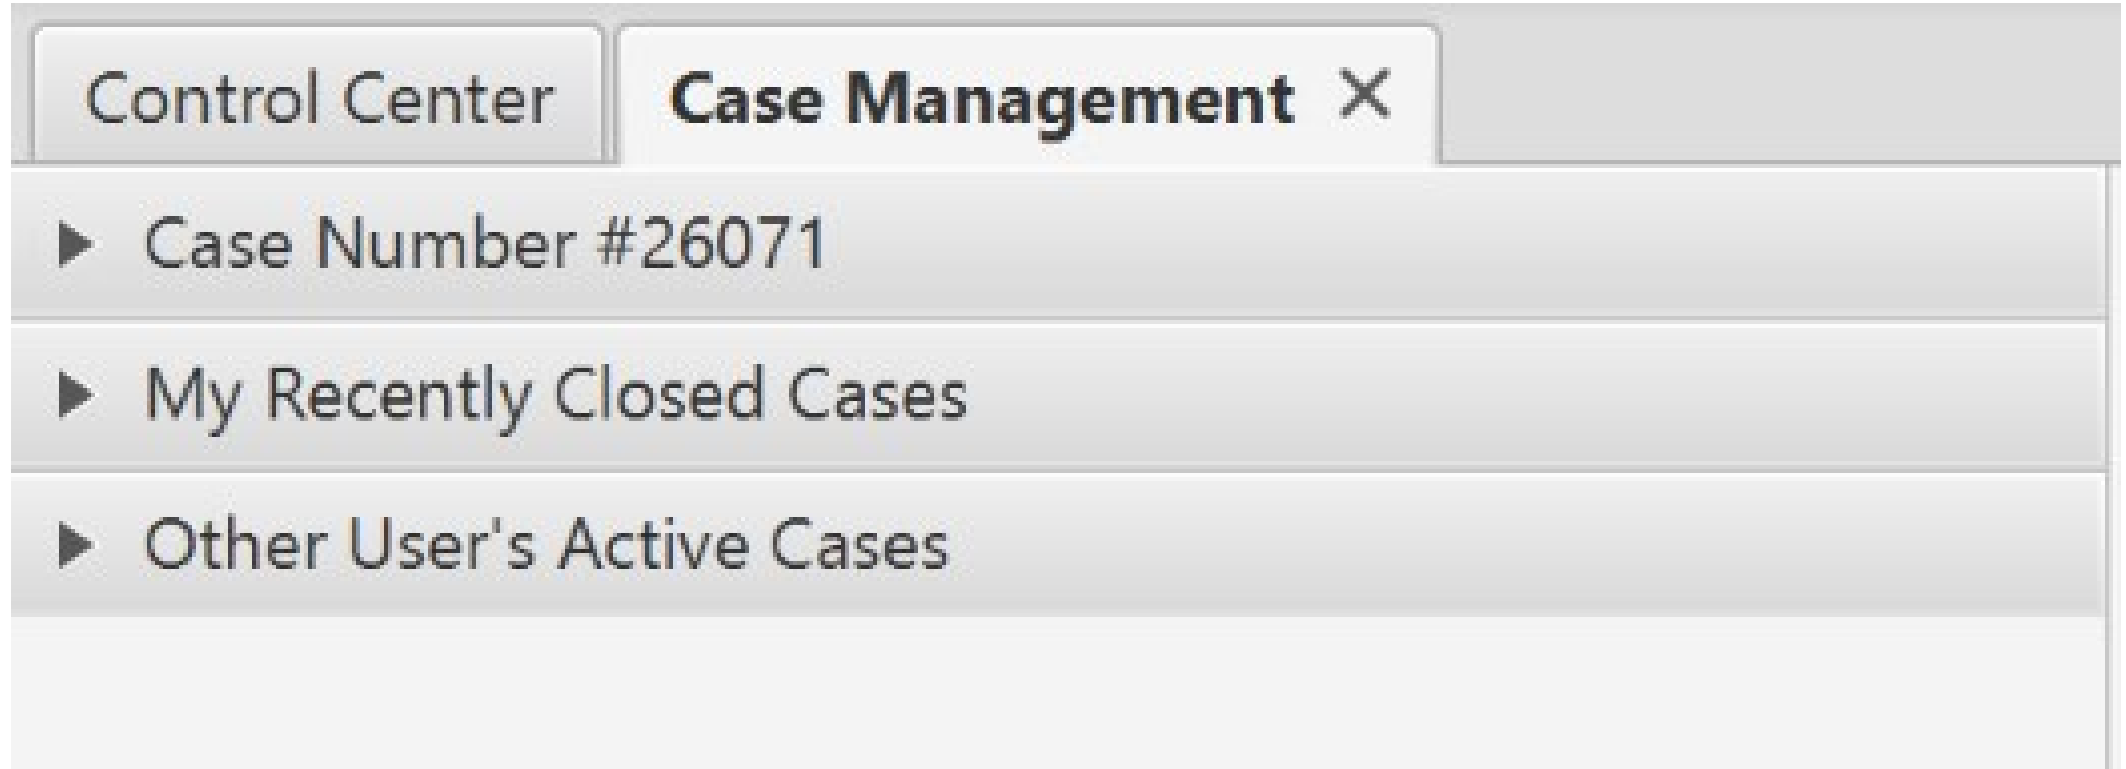 Control Center Case Management
Case Number #26071
My Recently Closed Cases
Other User's Active Cases